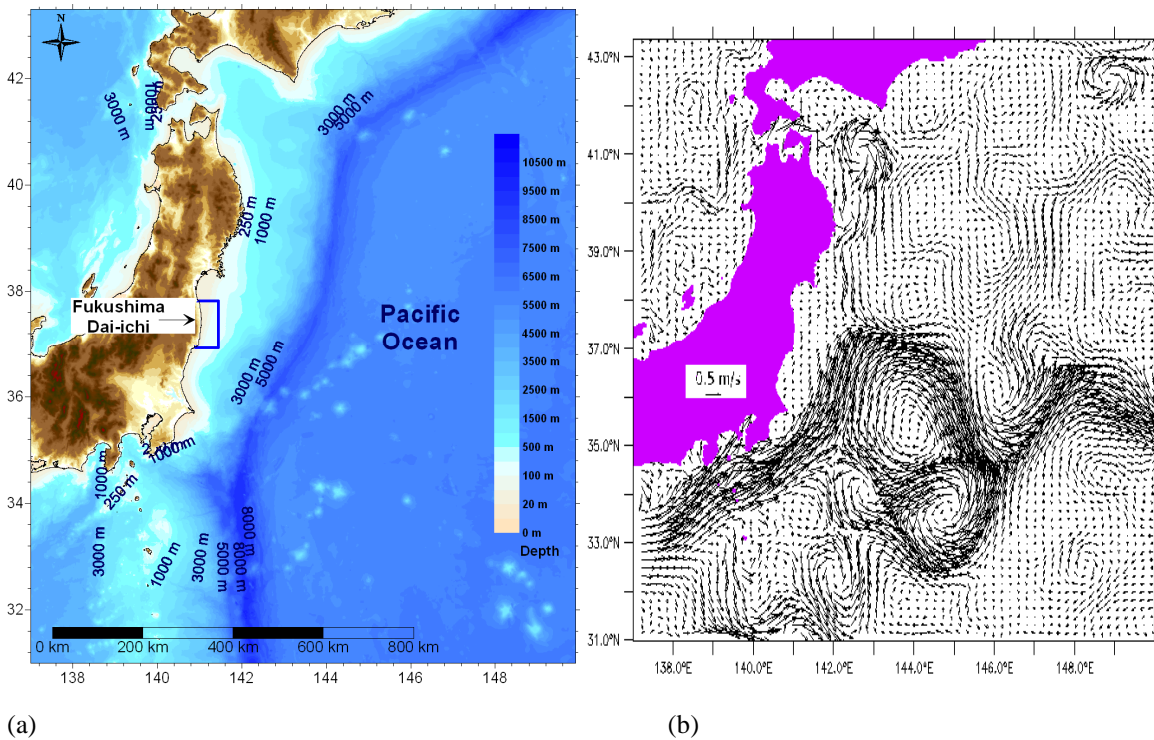 N
42
40
38
36
34
32
138
140
142
144
146
148
3000 m
1000 m
3000 m
5000 m
250 m
1000 m
Fukushima
Dai-ichi
Pacific
Ocean
3000 m
5000 m
1000 m
1000 m
250 m
3000 m
1000 m
3000 m
5000 m
8000 m
8000 m
0 km
200 km
400 km
600 km
800 km
10500 m
9500 m
8500 m
7500 m
6500 m
5500 m
4500 m
3500 m
2500 m
1500 m
500 m
100 m
20 m
0 m
Depth
43.0°N
41.0°N
39.0°N
37.0°N
35.0°N
33.0°N
31.0°N
0.5 m/s
138.0°E
140.0°E
142.0°E
144.0°E
146.0°E
148.0°E
(a)
(b)